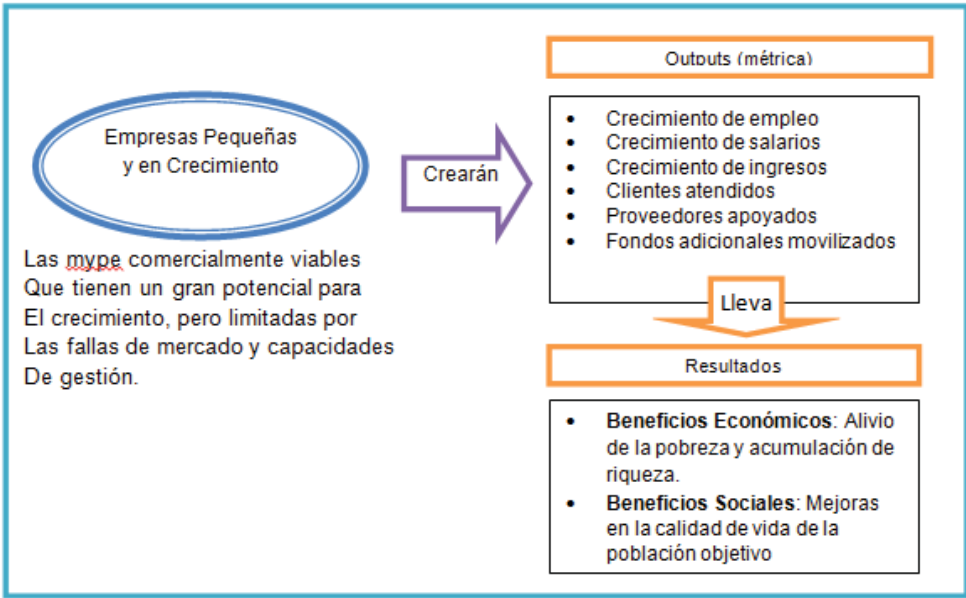 Empresas Pequeñas
y en Crecimiento
Las mype comercialmente viables
Que tienen un gran potencial para
El crecimiento, pero limitadas por
Las fallas de mercado y capacidades
De gestión.
Crearán
Outputs (métrica)
• Crecimiento de empleo
• Crecimiento de salarios
• Crecimiento de ingresos
• Clientes atendidos
• Proveedores apoyados
• Fondos adicionales movilizados
Lleva
Resultados
• Beneficios Económicos: Alivio
de la pobreza y acumulación de
riqueza.
• Beneficios Sociales: Mejoras
en la calidad de vida de la
población objetivo